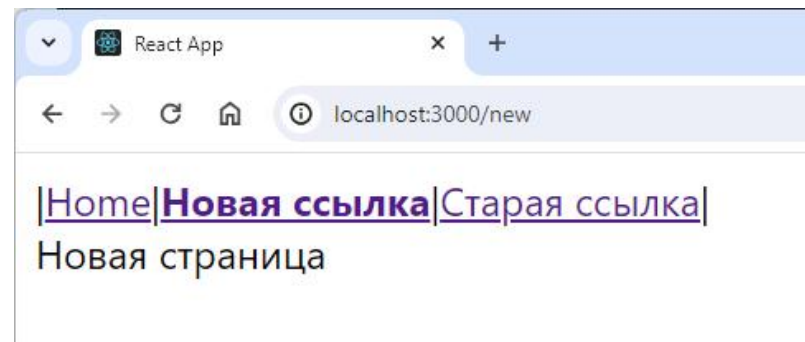 React App
localhost:3000/new
|Home|Новая ссылка|Старая ссылка|
Новая страница